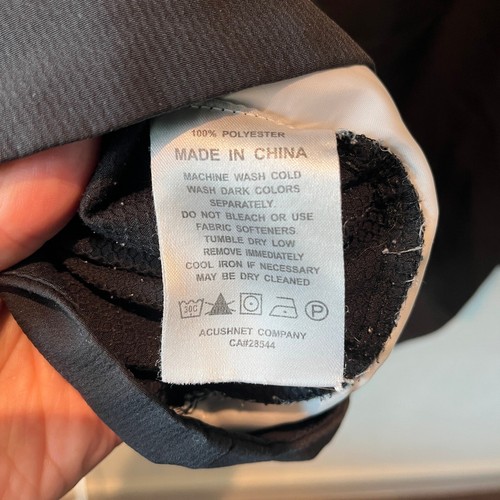 100% POLYESTER
MADE IN CHINA
MACHINE WASH COLD
WASH DARK COLORS
SEPARATELY.
DO NOT BLEACH OR USE
FABRIC SOFTENERS
TUMBLE DRY LOW
REMOVE IMMEDIATELY
COOL IRON IF NECESSARY
MAY BE DRY CLEANED
30C P
ACUSHNET COMPANY
CA#28544